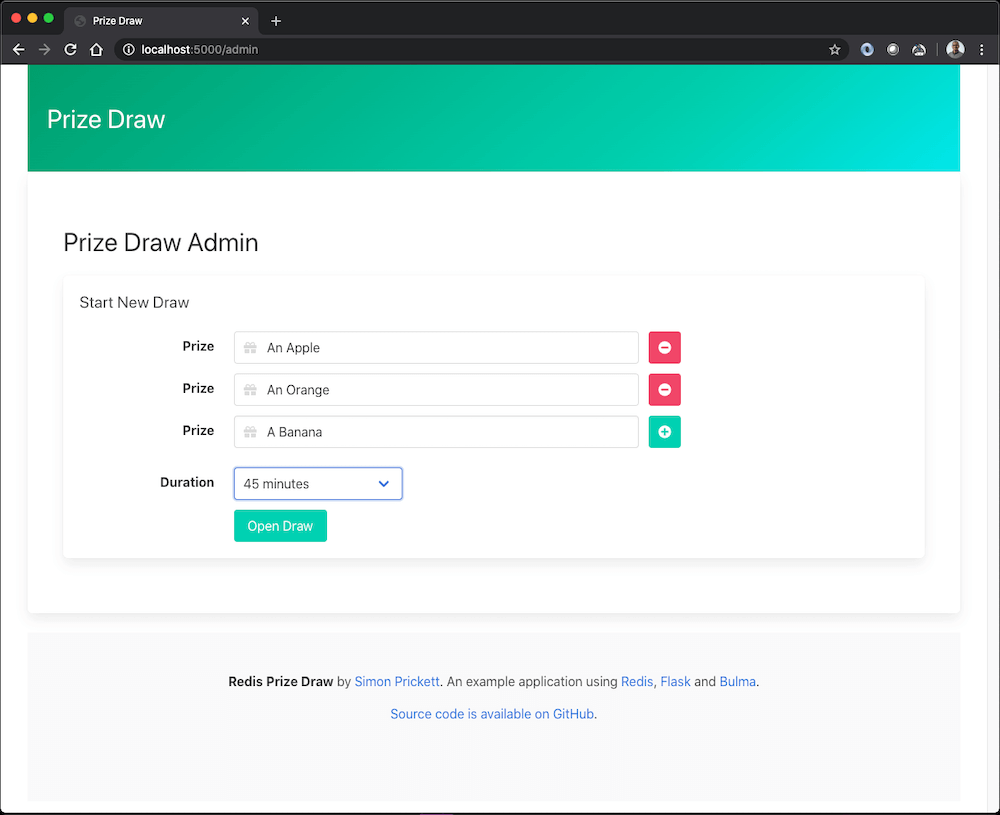 Prize Draw
localhost:5000/admin
Prize Draw
Prize Draw Admin
Start New Draw
Prize An Apple
Prize An Orange
Prize A Banana
Duration 45 minutes
Open Draw
Redis Prize Draw by Simon Prickett. An example application using Redis, Flask and Bulma.
Source code is available on GitHub.